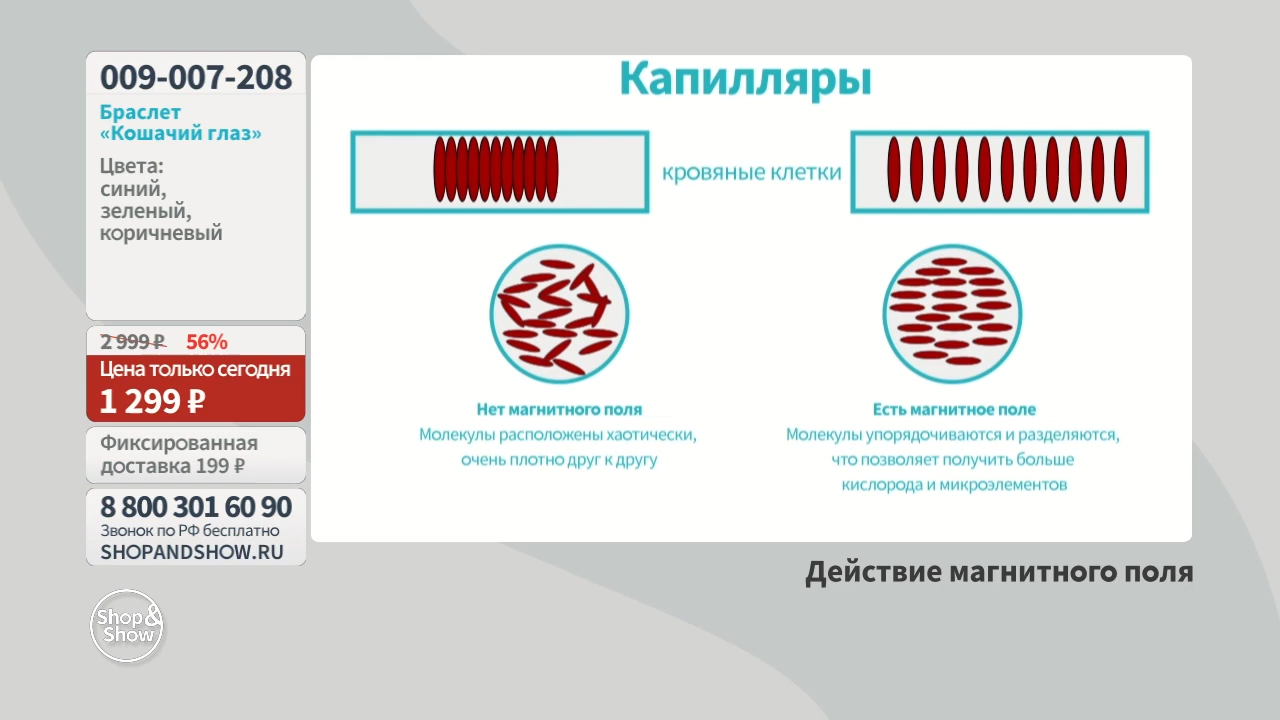 009-007-208
Браслет
«Кошачий глаз»
Цвета:
синий,
зеленый,
коричневый
2 999 ₽ 56%
Цена только сегодня
1 299 ₽
Фиксированная
доставка 199 ₽
8 800 301 60 90
Звонок по РФ бесплатно
SHOPANDSHOW.RU
Shop&
Show
Капилляры
кровяные клетки
Нет магнитного поля
Молекулы расположены хаотически,
очень плотно друг к другу
Есть магнитное поле
Молекулы упорядочиваются и разделяются,
что позволяет получить больше
кислорода и микроэлементов
Действие магнитного поля